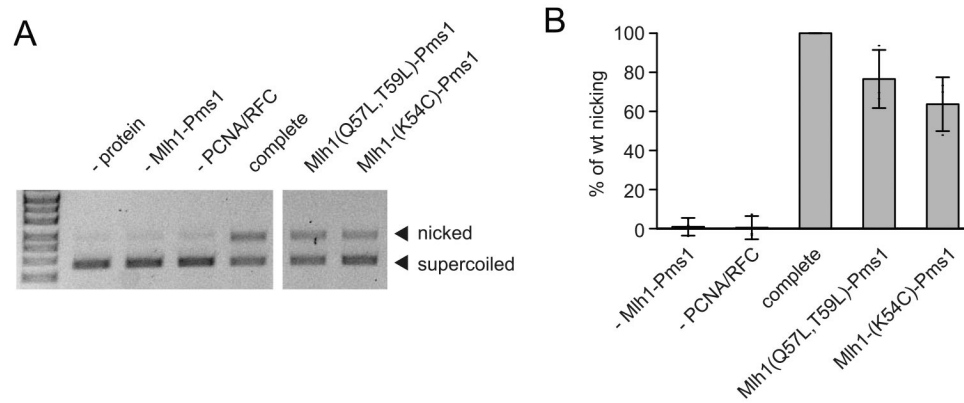 A
- protein
- Mlh1-Pms1
- PCNA/RFC
complete
Mlh1(Q57L,T59L)-Pms1
Mlh1-(K54C)-Pms1
nicked
supercoiled
B
% of wt nicking
100
80
60
40
20
0
- Mlh1-Pms1
- PCNA/RFC
complete
Mlh1(Q57L,T59L)-Pms1
Mlh1-(K54C)-Pms1